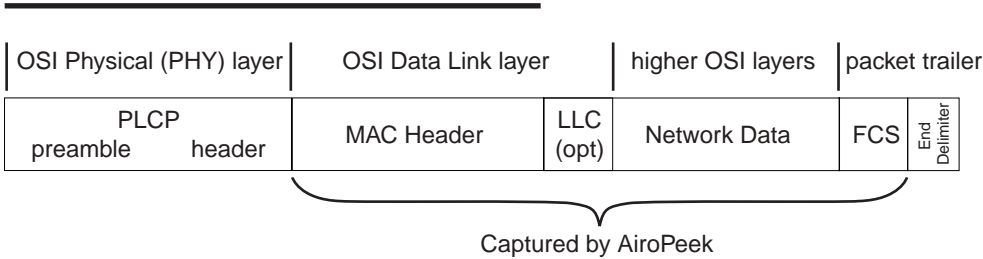 OSI Physical (PHY) layer OSI Data Link layer higher OSI layers packet trailer
PLCP
preamble header
MAC Header
LLC
(opt)
Network Data
FCS
End
Delimiter
Captured by AiroPeek